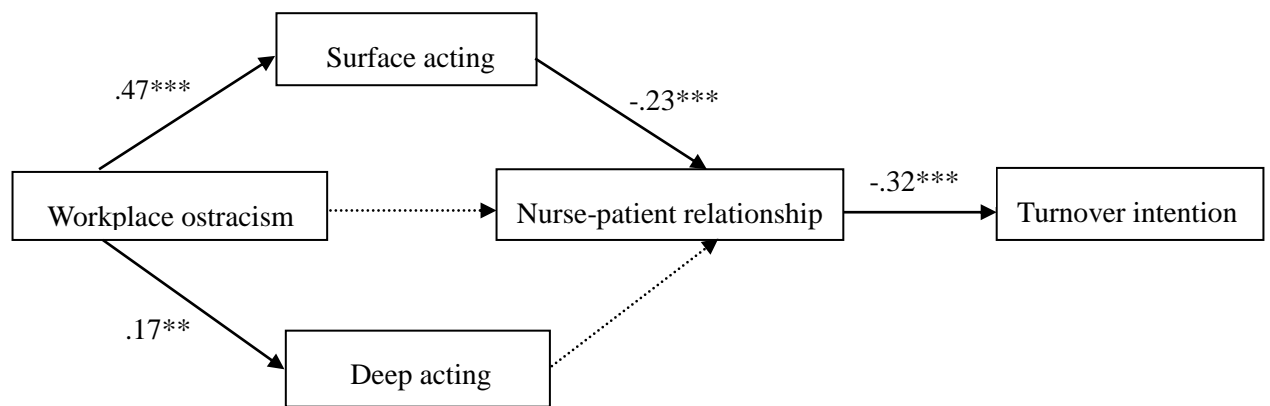 Surface acting
.47***
-.23***
Workplace ostracism
Nurse-patient relationship
-.32***
Turnover intention
.17**
Deep acting